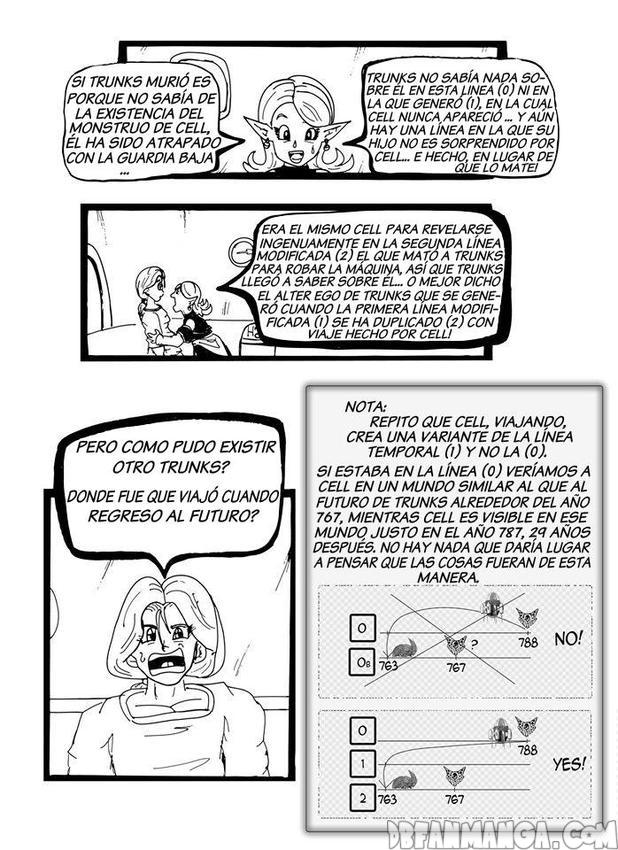 SI TRUNKS MURIÓ ES
PORQUE NO SABÍA DE
LA EXISTENCIA DEL
MONSTRUO DE CELL,
ÉL HA SIDO ATRAPADO
CON LA GUARDIA BAJA
...
TRUNKS NO SABÍA NADA SO-
BRE ÉL EN ESTA LINEA (0) NI EN
LA QUE GENERÓ (1), EN LA CUAL
CELL NUNCA APARECIÓ ... Y AÚN
HAY UNA LÍNEA EN LA QUE SU
HIJO NO ES SORPRENDIDO POR
CELL... E HECHO, EN LUGAR DE
QUE LO MATE!
ERA EL MISMO CELL PARA REVELARSE
INGENUAMENTE EN LA SEGUNDA LÍNEA
MODIFICADA (2) EL QUE MATÓ A TRUNKS
PARA ROBAR LA MÁQUINA, ASÍ QUE TRUNKS
LLEGÓ A SABER SOBRE ÉL... O MEJOR DICHO
EL ALTER EGO DE TRUNKS QUE SE GENE-
RÓ CUANDO LA PRIMERA LÍNEA MODIFI-
FICADA (1) SE HA DUPLICADO (2) CON
VIAJE HECHO POR CELL!
PERO COMO PUDO EXISTIR
OTRO TRUNKS?
DONDE FUE QUE VIAJÓ CUANDO
REGRESO AL FUTURO?
NOTA:
REPITO QUE CELL, VIAJANDO,
CREA UNA VARIANTE DE LA LÍNEA
TEMPORAL (1) Y NO LA (0).
SI ESTABA EN LA LÍNEA (0) VERÍAMOS A
CELL EN UN MUNDO SIMILAR AL QUE AL
FUTURO DE TRUNKS ALREDEDOR DEL AÑO
767, MIENTRAS CELL ES VISIBLE EN ESE
MUNDO JUSTO EN EL AÑO 787, 29 AÑOS
DESPUÉS. NO HAY NADA QUE DARÍA LUGAR
A PENSAR QUE LAS COSAS FUERAN DE ESTA
MANERA.
0
788
NO!
?
0B
763
767
0
788
1
YES!
2
763
767
DBFANMANGA.COM